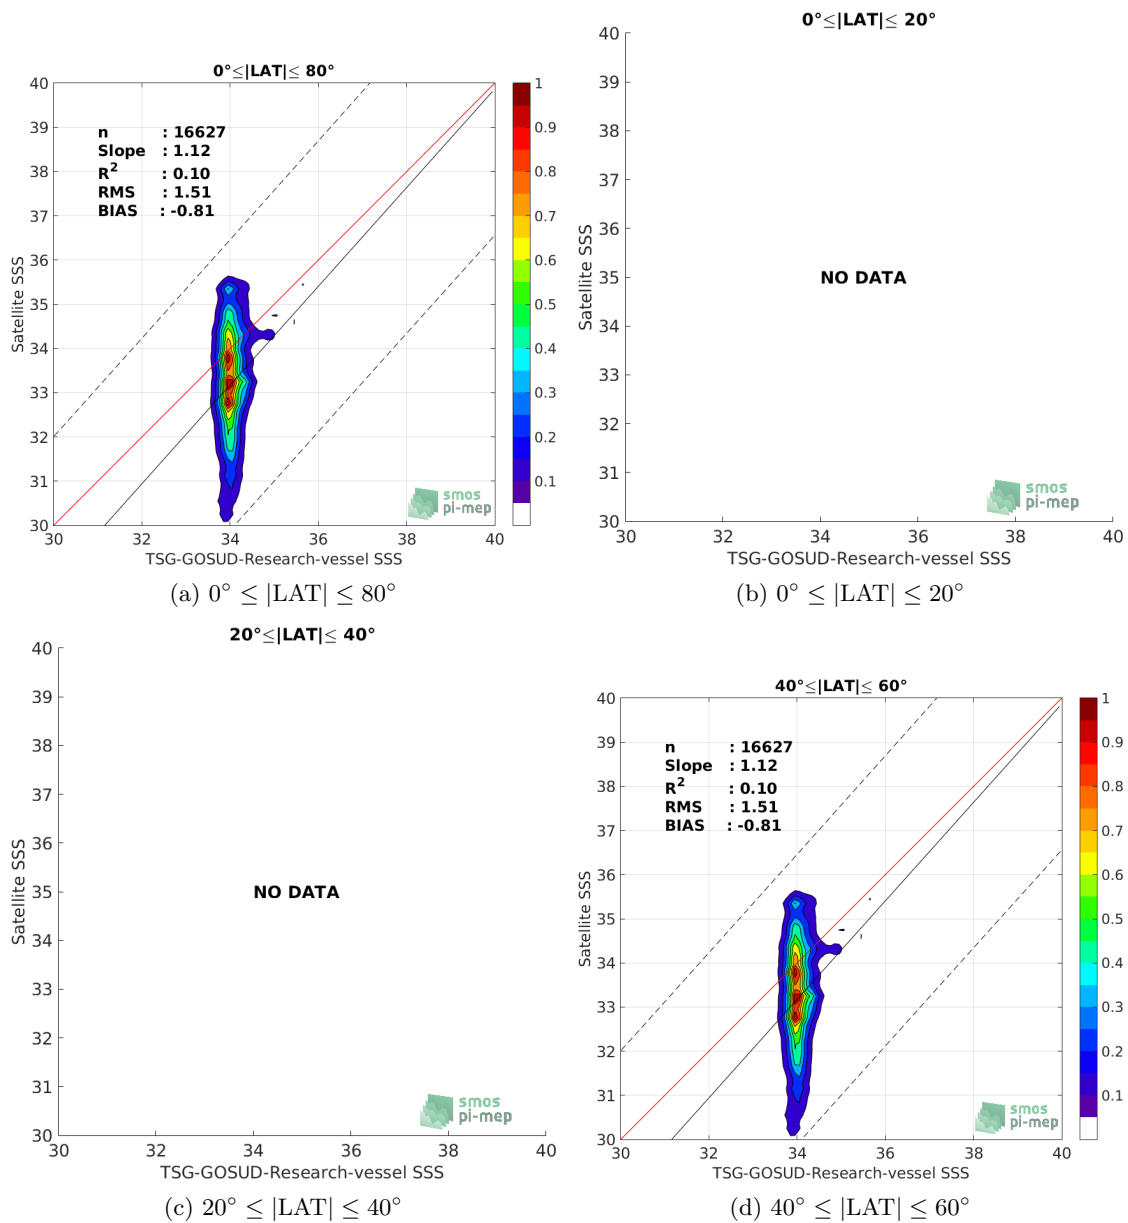 0°≤|LAT|≤ 80°
40
39
38
37
36
35
34
33
32
31
30
Satellite SSS
n : 16627
Slope : 1.12
R² : 0.10
RMS : 1.51
BIAS : -0.81
smos
pi-mep
30 32 34 36 38 40
TSG-GOSUD-Research-vessel SSS
1
0.9
0.8
0.7
0.6
0.5
0.4
0.3
0.2
0.1
(a) 0° ≤ |LAT| ≤ 80°
0°≤|LAT|≤ 20°
40
39
38
37
36
35
34
33
32
31
30
Satellite SSS
NO DATA
smos
pi-mep
30 32 34 36 38 40
TSG-GOSUD-Research-vessel SSS
(b) 0° ≤ |LAT| ≤ 20°
20°≤|LAT|≤ 40°
40
39
38
37
36
35
34
33
32
31
30
Satellite SSS
NO DATA
smos
pi-mep
30 32 34 36 38 40
TSG-GOSUD-Research-vessel SSS
(c) 20° ≤ |LAT| ≤ 40°
40°≤|LAT|≤ 60°
40
39
38
37
36
35
34
33
32
31
30
Satellite SSS
n : 16627
Slope : 1.12
R² : 0.10
RMS : 1.51
BIAS : -0.81
smos
pi-mep
30 32 34 36 38 40
TSG-GOSUD-Research-vessel SSS
1
0.9
0.8
0.7
0.6
0.5
0.4
0.3
0.2
0.1
(d) 40° ≤ |LAT| ≤ 60°